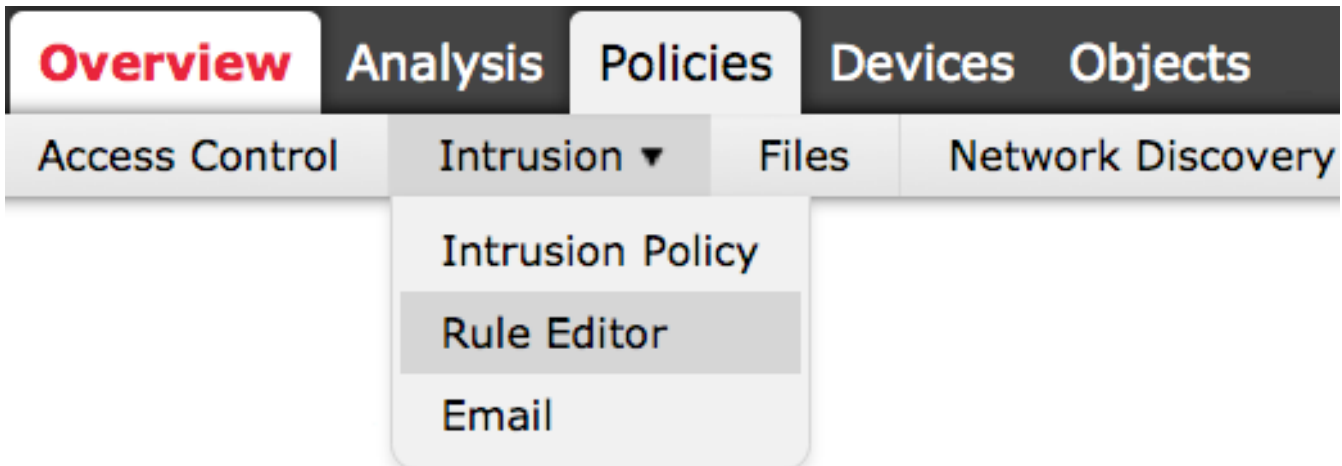 Overview Analysis Policies Devices Objects
Access Control Intrusion ▾ Files Network Discovery
Intrusion Policy
Rule Editor
Email